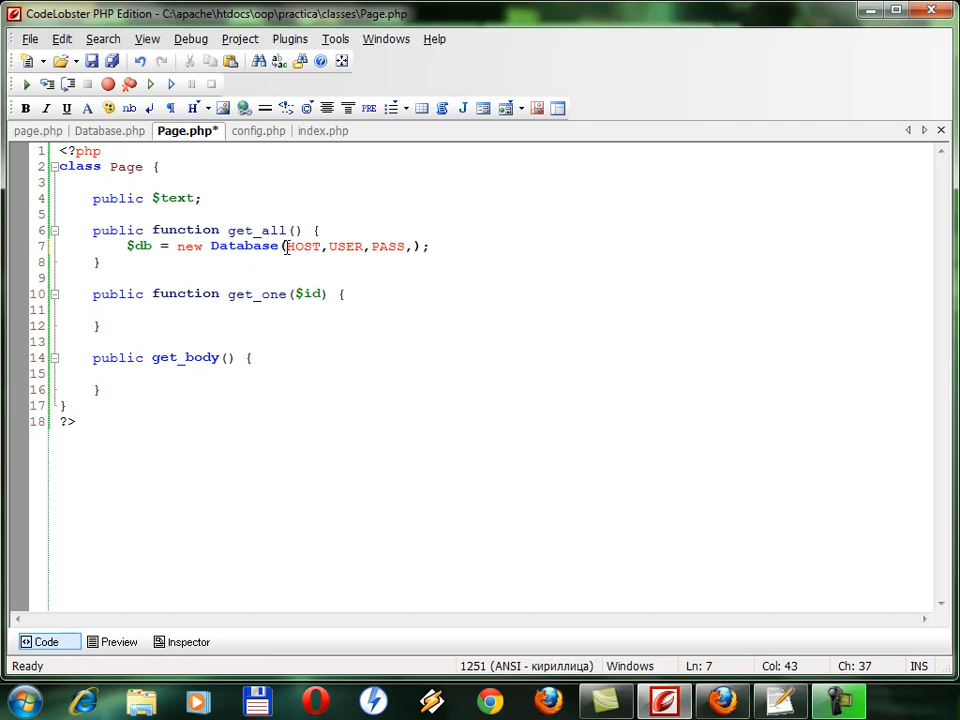 CodeLobster PHP Edition - C:\apache\htdocs\oop\practica\classes\Page.php
File Edit Search View Debug Project Plugins Tools Windows Help
B I U A nb H PRE J
page.php Database.php Page.php* config.php index.php
1 <?php
2 class Page {
3
4 public $text;
5
6 public function get_all() {
7 $db = new Database(HOST,USER,PASS,);
8 }
9
10 public function get_one($id) {
11
12 }
13
14 public get_body() {
15
16 }
17 }
18 ?>
Code Preview Inspector
Ready 1251 (ANSI - кириллица) Windows Ln: 7 Col: 43 Ch: 37 INS